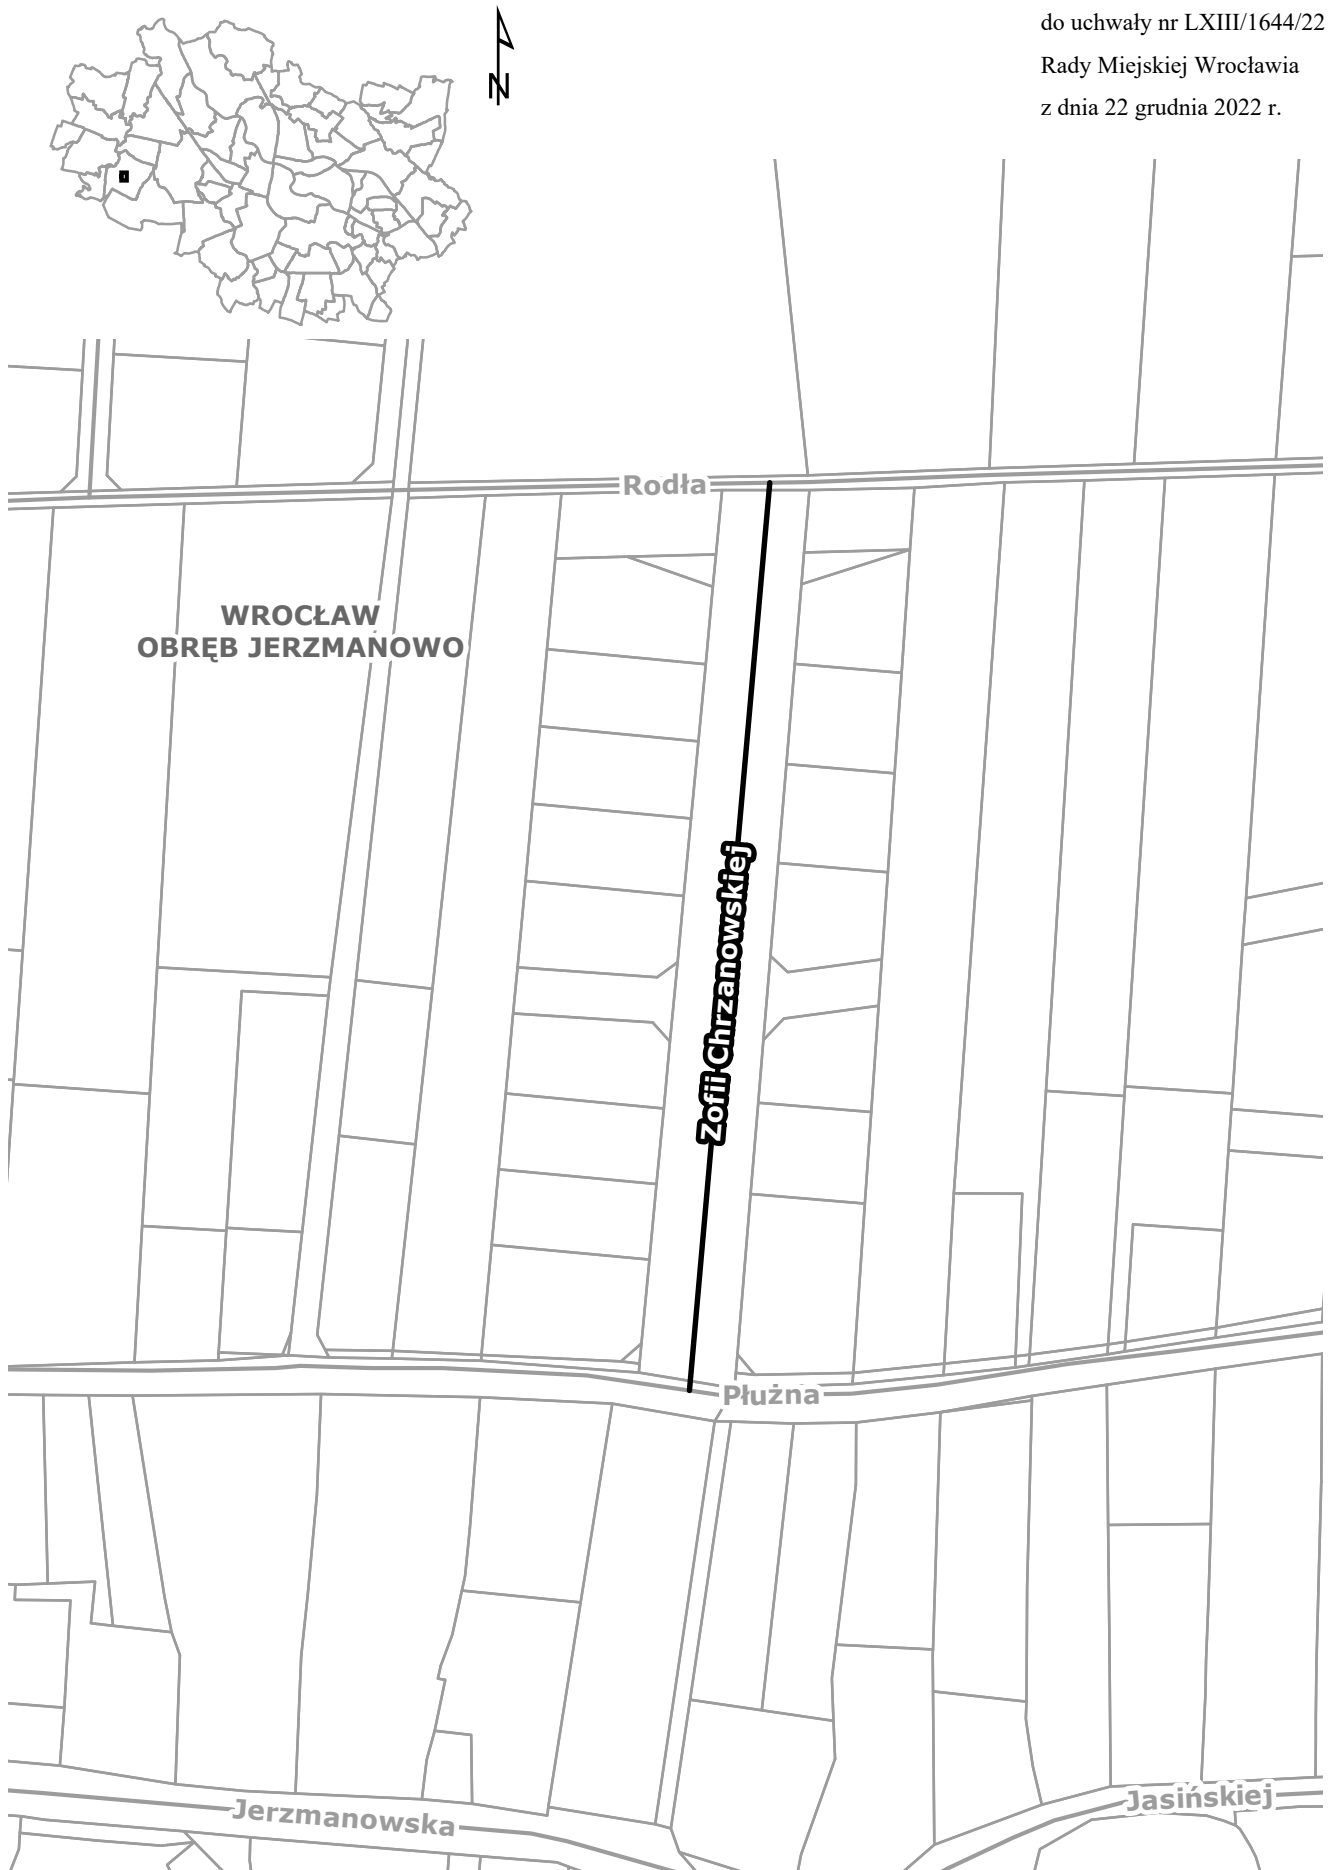 do uchwały nr LXIII/1644/22
Rady Miejskiej Wrocławia
z dnia 22 grudnia 2022 r.
N
Rodła
WROCŁAW
OBRĘB JERZMANOWO
Zofii Chrzanowskiej
Płużna
Jerzmanowska
Jasińskiej